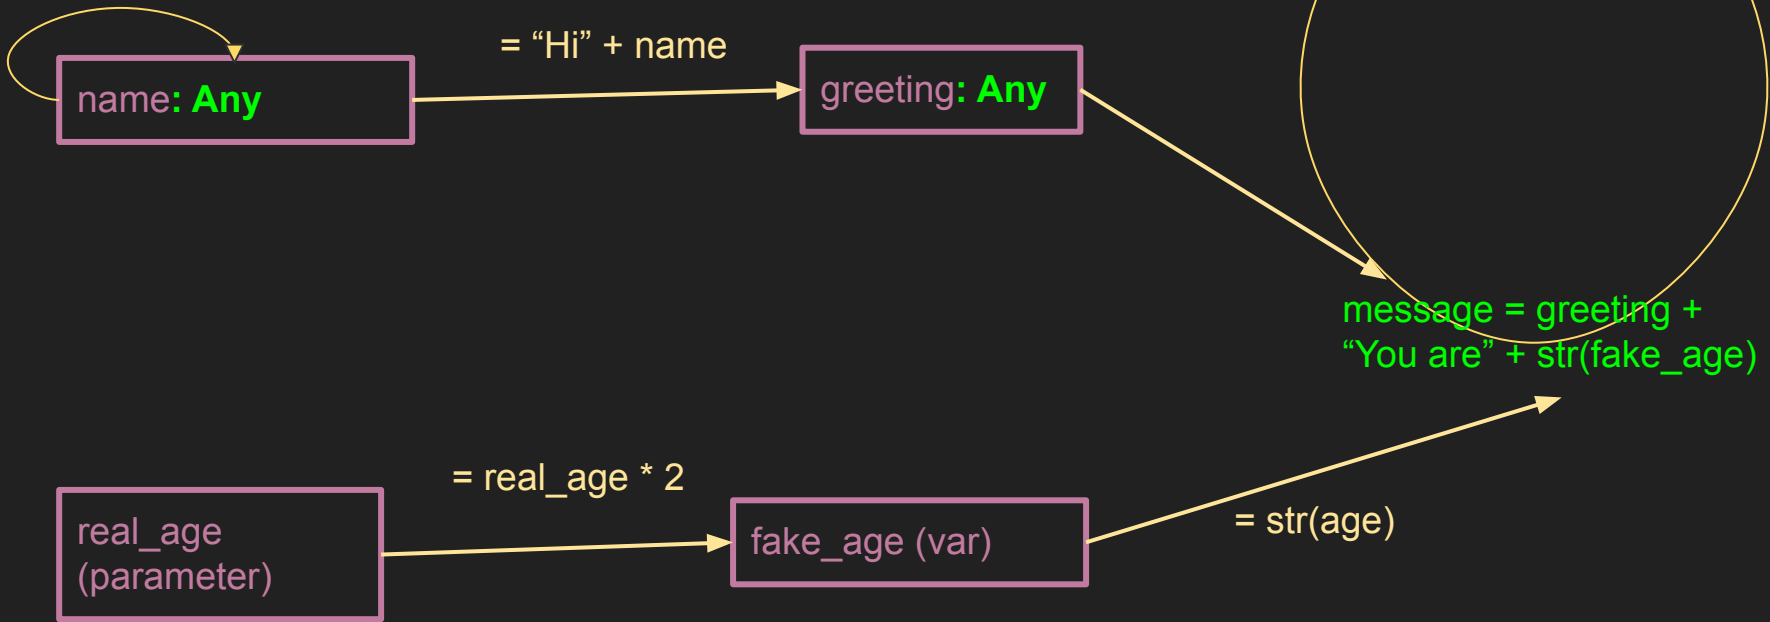 = “Hi” + name
name: Any
greeting: Any
message = greeting +
“You are” + str(fake_age)
= real_age * 2
real_age
(parameter)
fake_age (var)
= str(age)